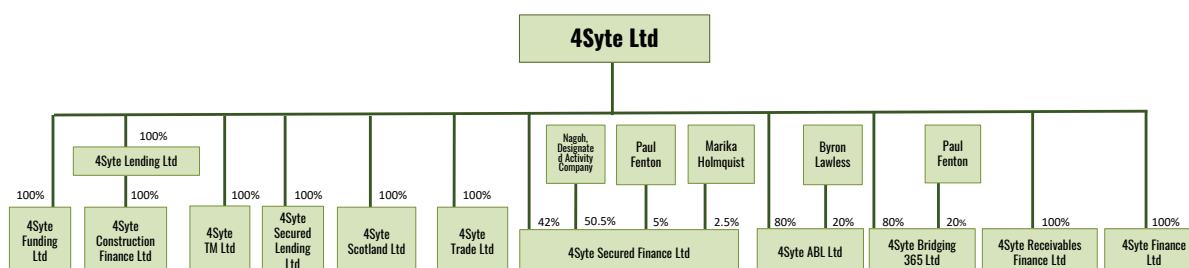 4Syte Ltd
100%
4Syte Lending Ltd
Nagoh,
Designate
d Activity
Company
Paul
Fenton
Marika
Holmquist
Byron
Lawless
Paul
Fenton
100%
100%
100%
100%
100%
100%
42%
50.5%
5%
2.5%
80%
20%
80%
20%
100%
100%
4Syte
Funding Ltd
4Syte
Construction
Finance Ltd
4Syte
TM Ltd
4Syte
Secured
Lending
Ltd
4Syte
Scotland Ltd
4Syte
Trade Ltd
4Syte Secured Finance Ltd
4Syte ABL Ltd
4Syte Bridging
365 Ltd
4Syte Receivables
Finance Ltd
4Syte Finance
Ltd